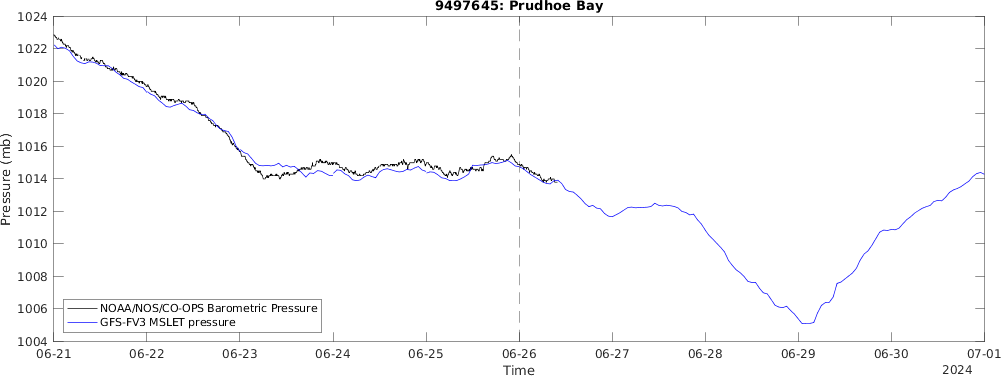 9497645: Prudhoe Bay
Pressure (mb)
1024
1022
1020
1018
1016
1014
1012
1010
1008
1006
1004
NOAA/NOS/CO-OPS Barometric Pressure
GFS-FV3 MSLET pressure
06-21 06-22 06-23 06-24 06-25 06-26 06-27 06-28 06-29 06-30 07-01
Time
2024